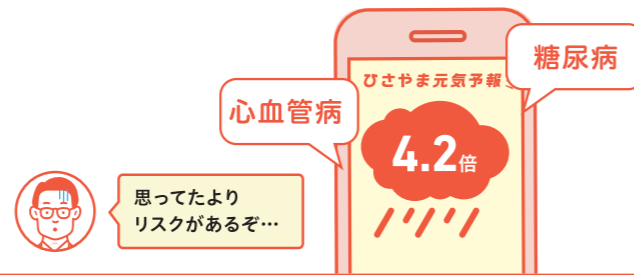 糖尿病
ひさやま元気予報
心血管病
4.2倍
思ってたより
リスクがあるぞ…